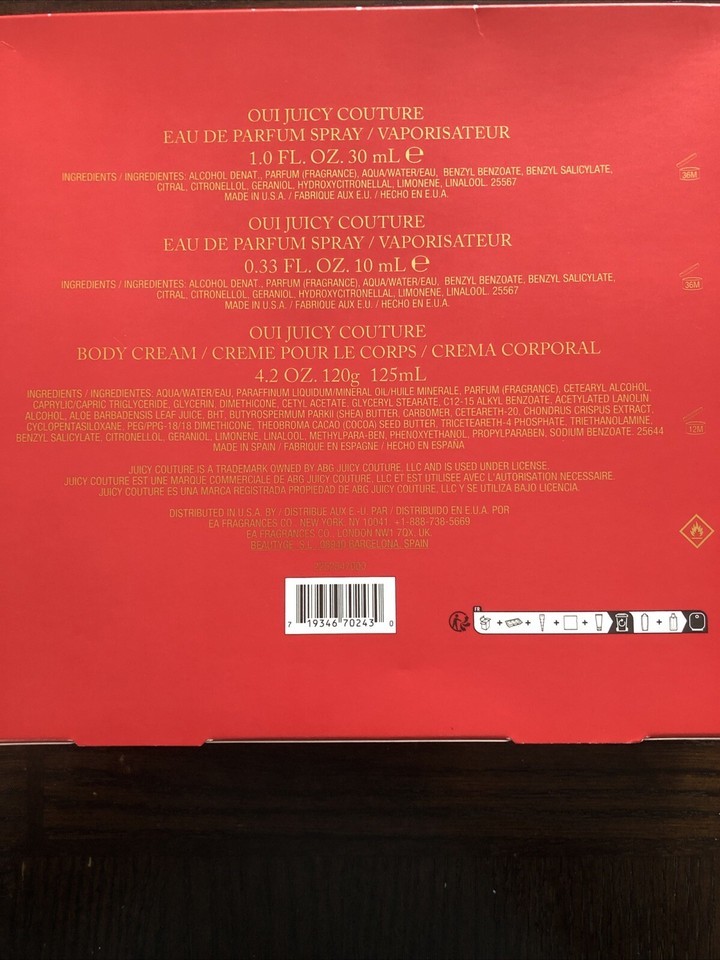 OUI JUICY COUTURE
EAU DE PARFUM SPRAY / VAPORISATEUR
1.0 FL. OZ. 30 mL ℮
INGREDIENTS / INGREDIENTES: ALCOHOL DENAT., PARFUM (FRAGRANCE), AQUA/WATER/EAU, BENZYL BENZOATE, BENZYL SALICYLATE,
CITRAL, CITRONELLOL, GERANIOL, HYDROXYCITRONELLAL, LIMONENE, LINALOOL. 25567
MADE IN U.S.A. / FABRIQUE AUX E.U. / HECHO EN E.U.A.
36M
OUI JUICY COUTURE
EAU DE PARFUM SPRAY / VAPORISATEUR
0.33 FL. OZ. 10 mL ℮
INGREDIENTS / INGREDIENTES: ALCOHOL DENAT., PARFUM (FRAGRANCE), AQUA/WATER/EAU, BENZYL BENZOATE, BENZYL SALICYLATE,
CITRAL, CITRONELLOL, GERANIOL, HYDROXYCITRONELLAL, LIMONENE, LINALOOL. 25567
MADE IN U.S.A. / FABRIQUE AUX E.U. / HECHO EN E.U.A.
36M
OUI JUICY COUTURE
BODY CREAM / CREME POUR LE CORPS / CREMA CORPORAL
4.2 OZ. 120g 125mL
INGREDIENTS / INGREDIENTES: AQUA/WATER/EAU, PARAFFINUM LIQUIDUM/MINERAL OIL/HUILE MINERALE, PARFUM (FRAGRANCE), CETEARYL ALCOHOL,
CAPRYLIC/CAPRIC TRIGLYCERIDE, GLYCERIN, DIMETHICONE, CETYL ACETATE, GLYCERYL STEARATE, C12-15 ALKYL BENZOATE, ACETYLATED LANOLIN
ALCOHOL, ALOE BARBADENSIS LEAF JUICE, BHT, BUTYROSPERMUM PARKII (SHEA) BUTTER, CARBOMER, CETEARETH-20, CHONDRUS CRISPUS EXTRACT,
CYCLOPENTASILOXANE, PEG/PPG-18/18 DIMETHICONE, THEOBROMA CACAO (COCOA) SEED BUTTER, TRICETEARETH-4 PHOSPHATE, TRIETHANOLAMINE,
BENZYL SALICYLATE, CITRONELLOL, GERANIOL, LIMONENE, LINALOOL, METHYLPARA-BEN, PHENOXYETHANOL, PROPYLPARABEN, SODIUM BENZOATE. 25644
MADE IN SPAIN / FABRIQUE EN ESPAGNE / HECHO EN ESPAÑA
12M
JUICY COUTURE IS A TRADEMARK OWNED BY ABG JUICY COUTURE, LLC AND IS USED UNDER LICENSE.
JUICY COUTURE EST UNE MARQUE COMMERCIALE DE ABG JUICY COUTURE, LLC ET EST UTILISEE AVEC L'AUTORISATION NECESSAIRE.
JUICY COUTURE ES UNA MARCA REGISTRADA PROPIEDAD DE ABG JUICY COUTURE, LLC Y SE UTILIZA BAJO LICENCIA.
DISTRIBUTED IN U.S.A. BY / DISTRIBUE AUX E.-U. PAR / DISTRIBUIDO EN E.U.A. POR
EA FRAGRANCES CO., NEW YORK, NY 10041. +1-888-738-5669
EA FRAGRANCES CO., LONDON NW1 7QX, UK.
BEAUTYGE, S.L., 08820 BARCELONA, SPAIN
7 19346 70243 0
FR